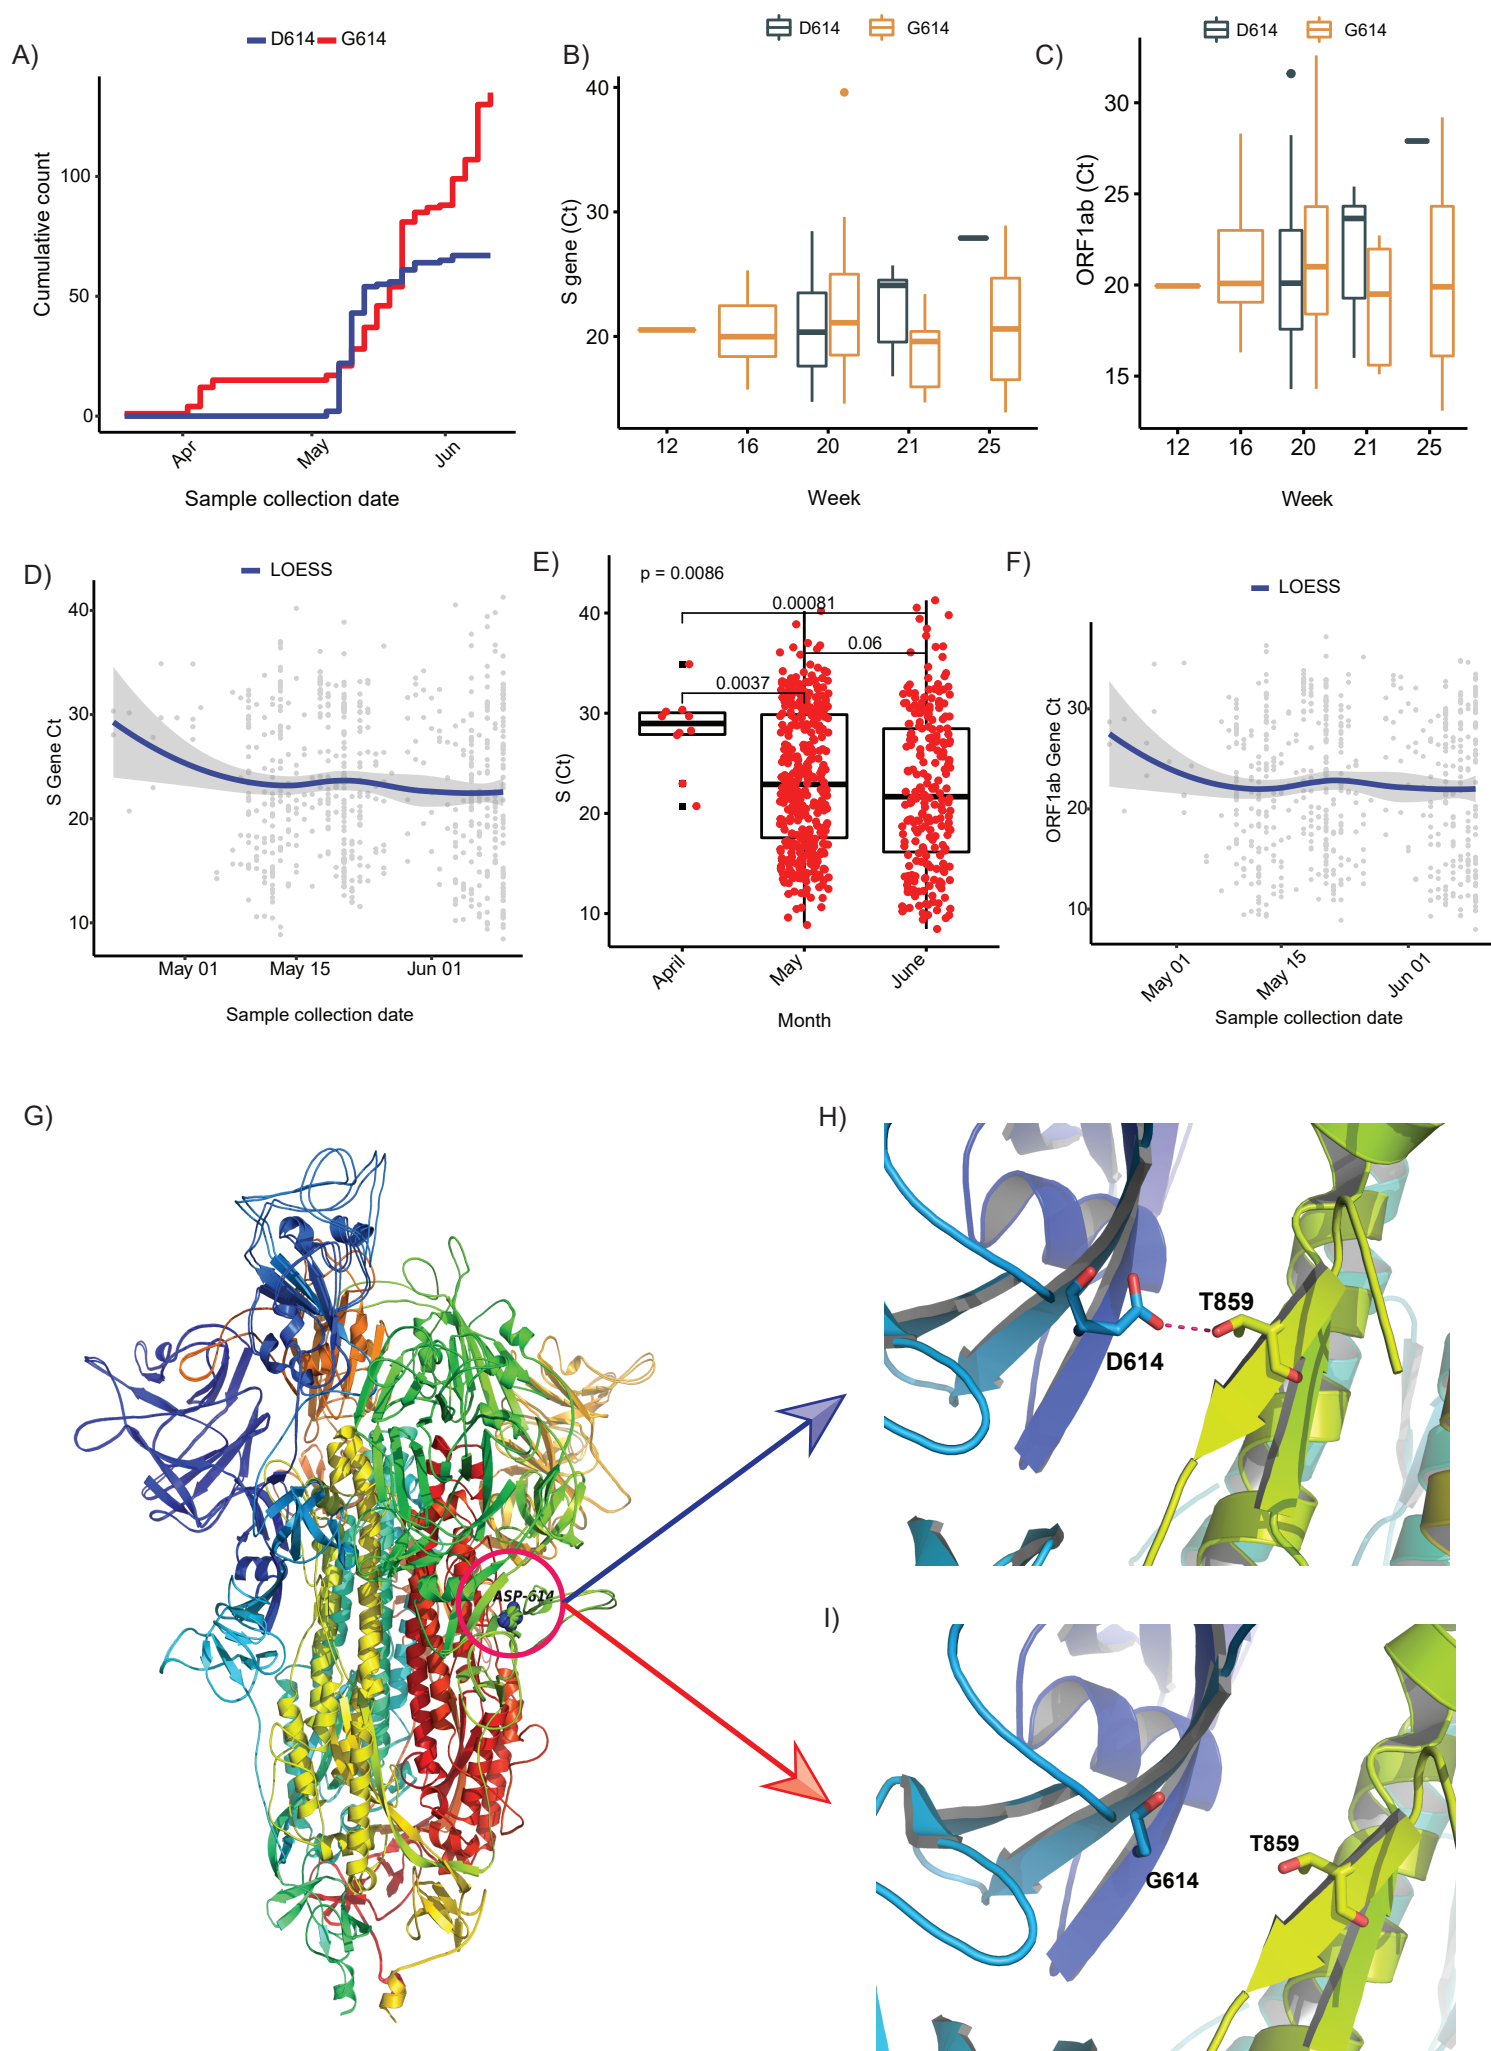 A)
D614 G614
Cumulative count
100
50
0
Apr May Jun
Sample collection date
B)
D614 G614
S gene (Ct)
40
30
20
12 16 20 21 25
Week
C)
D614 G614
ORF1ab (Ct)
30
25
20
15
12 16 20 21 25
Week
D)
LOESS
S Gene Ct
40
30
20
10
May 01 May 15 Jun 01
Sample collection date
E)
p = 0.0086
0.00081
0.06
0.0037
S (Ct)
40
30
20
10
April May June
Month
F)
LOESS
ORF1ab Gene Ct
30
20
10
May 01 May 15 Jun 01
Sample collection date
G)
ASP-614
H)
T859
D614
I)
T859
G614